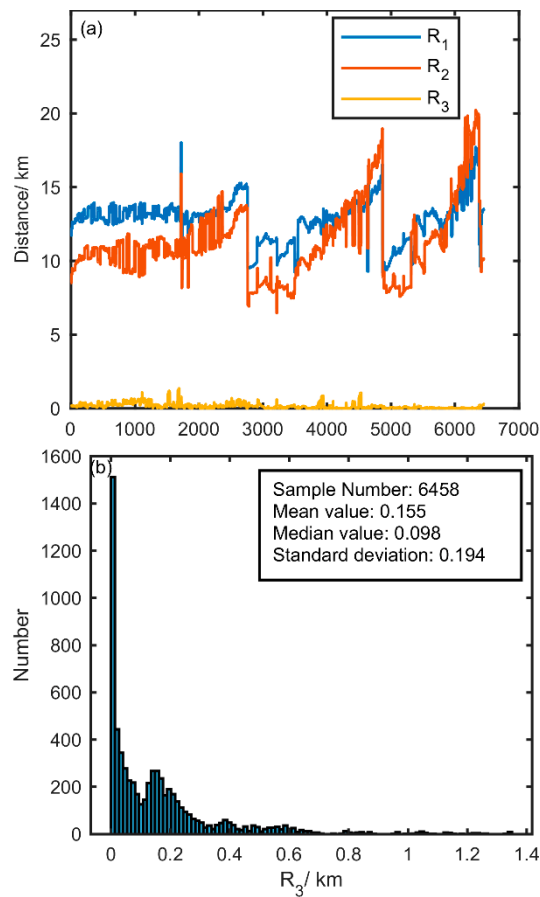 (a)
R1
R2
R3
Distance/ km
25
20
15
10
5
0
0 1000 2000 3000 4000 5000 6000 7000
(b)
Sample Number: 6458
Mean value: 0.155
Median value: 0.098
Standard deviation: 0.194
Number
1600
1400
1200
1000
800
600
400
200
0
0 0.2 0.4 0.6 0.8 1 1.2 1.4
R3/ km